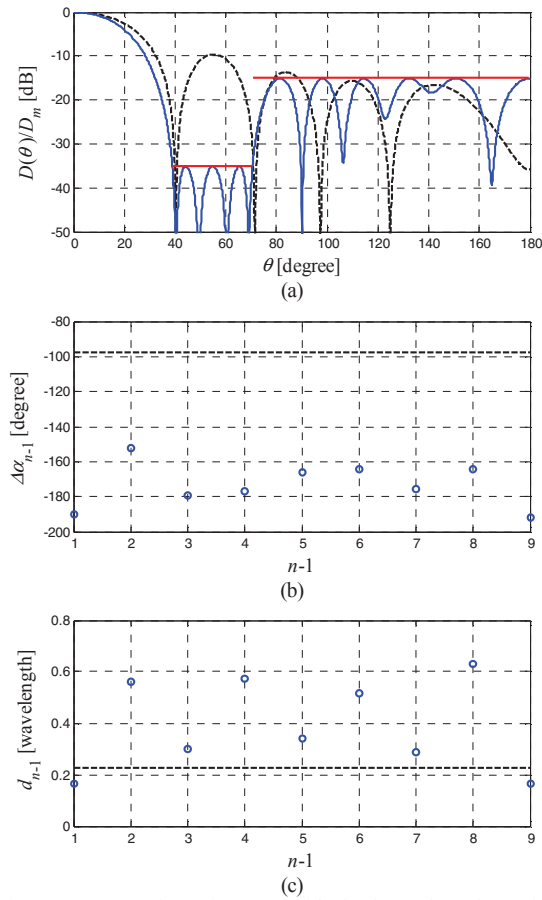 0
-10
-20
-30
-40
-50
D(θ)/D_m [dB]
0 20 40 60 80 100 120 140 160 180
θ [degree]
(a)
-80
-100
-120
-140
-160
-180
-200
Δα_{n-1} [degree]
1 2 3 4 5 6 7 8 9
n-1
(b)
0.8
0.6
0.4
0.2
0
d_{n-1} [wavelength]
1 2 3 4 5 6 7 8 9
n-1
(c)